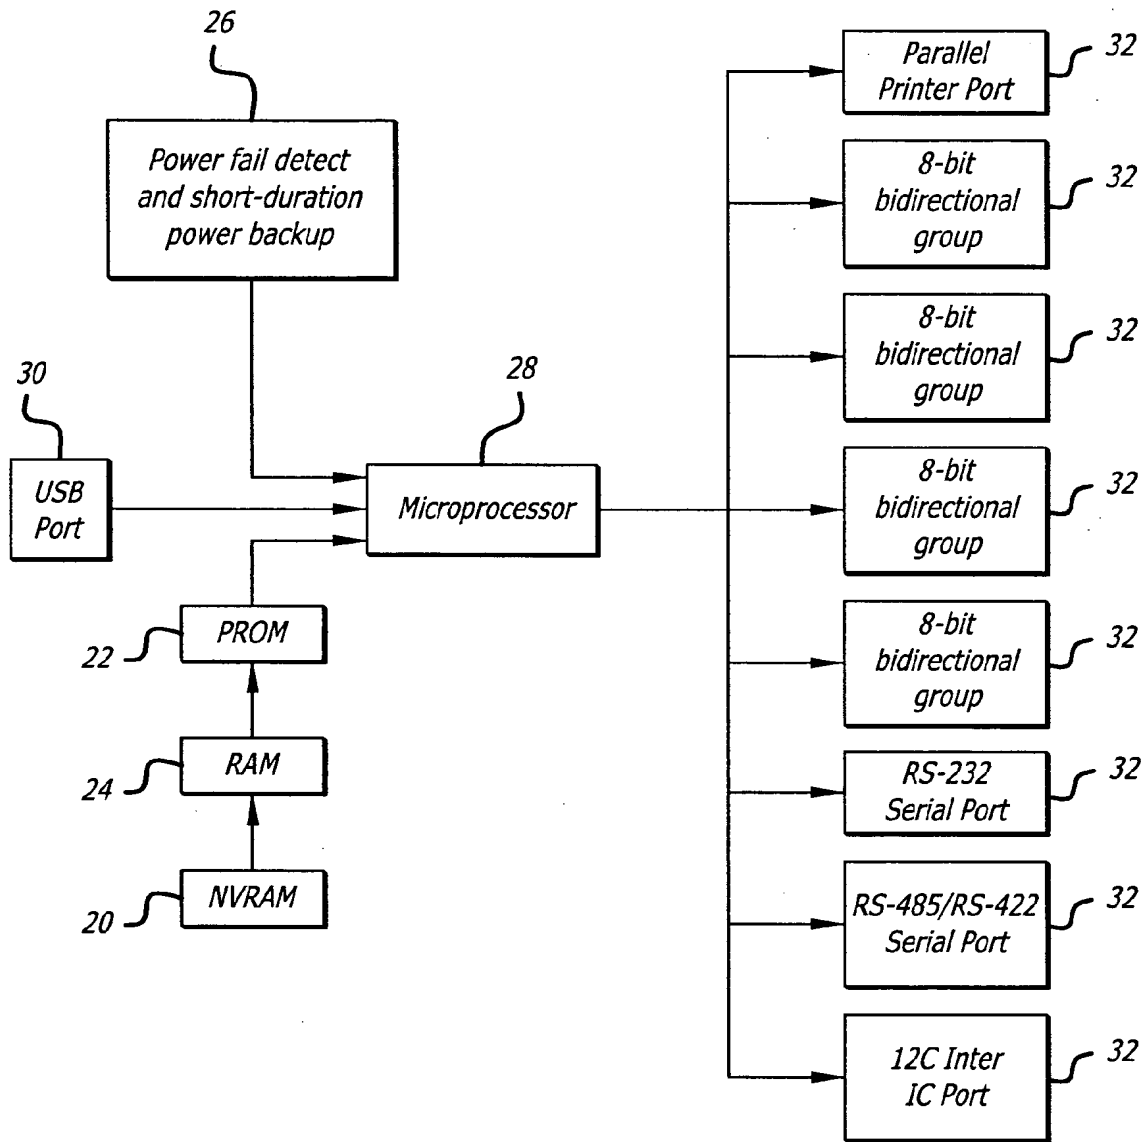 26
Power fail detect
and short-duration
power backup
30
USB
Port
28
Microprocessor
22
PROM
24
RAM
20
NVRAM
Parallel
Printer Port
32
8-bit
bidirectional
group
32
8-bit
bidirectional
group
32
8-bit
bidirectional
group
32
8-bit
bidirectional
group
32
RS-232
Serial Port
32
RS-485/RS-422
Serial Port
32
12C Inter
IC Port
32